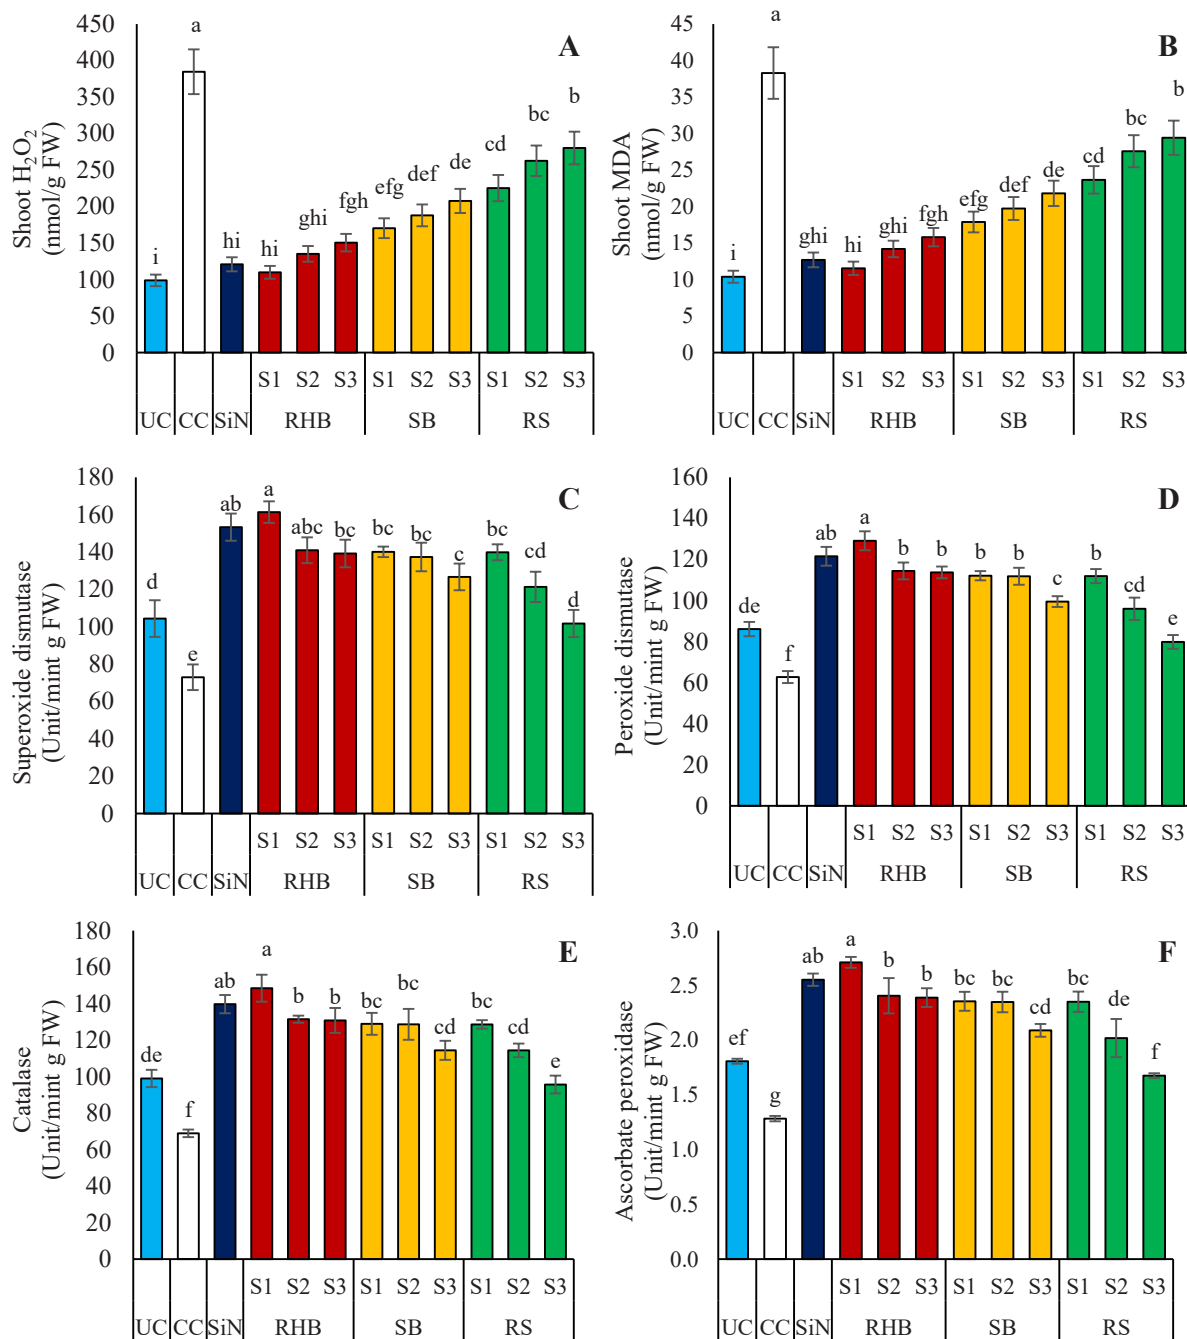 A
Shoot H2O2
(nmol/g FW)
450
400
350
300
250
200
150
100
50
0
i
a
hi
hi
ghi
fgh
efg
def
de
cd
bc
b
S1 S2 S3 S1 S2 S3 S1 S2 S3
UC CC SiN RHB SB RS
B
Shoot MDA
(nmol/g FW)
45
40
35
30
25
20
15
10
5
0
i
a
ghi
hi
ghi
fgh
efg
def
de
cd
bc
b
S1 S2 S3 S1 S2 S3 S1 S2 S3
UC CC SiN RHB SB RS
C
Superoxide dismutase
(Unit/mint g FW)
180
160
140
120
100
80
60
40
20
0
d
e
ab
a
abc
bc
bc
bc
c
bc
cd
d
S1 S2 S3 S1 S2 S3 S1 S2 S3
UC CC SiN RHB SB RS
D
Peroxide dismutase
(Unit/mint g FW)
160
140
120
100
80
60
40
20
0
de
f
ab
a
b
b
b
b
c
b
cd
e
S1 S2 S3 S1 S2 S3 S1 S2 S3
UC CC SiN RHB SB RS
E
Catalase
(Unit/mint g FW)
180
160
140
120
100
80
60
40
20
0
de
f
ab
a
b
b
bc
bc
cd
bc
cd
e
S1 S2 S3 S1 S2 S3 S1 S2 S3
UC CC SiN RHB SB RS
F
Ascorbate peroxidase
(Unit/mint g FW)
3.0
2.5
2.0
1.5
1.0
0.5
0.0
ef
g
ab
a
b
b
bc
bc
cd
bc
de
f
S1 S2 S3 S1 S2 S3 S1 S2 S3
UC CC SiN RHB SB RS